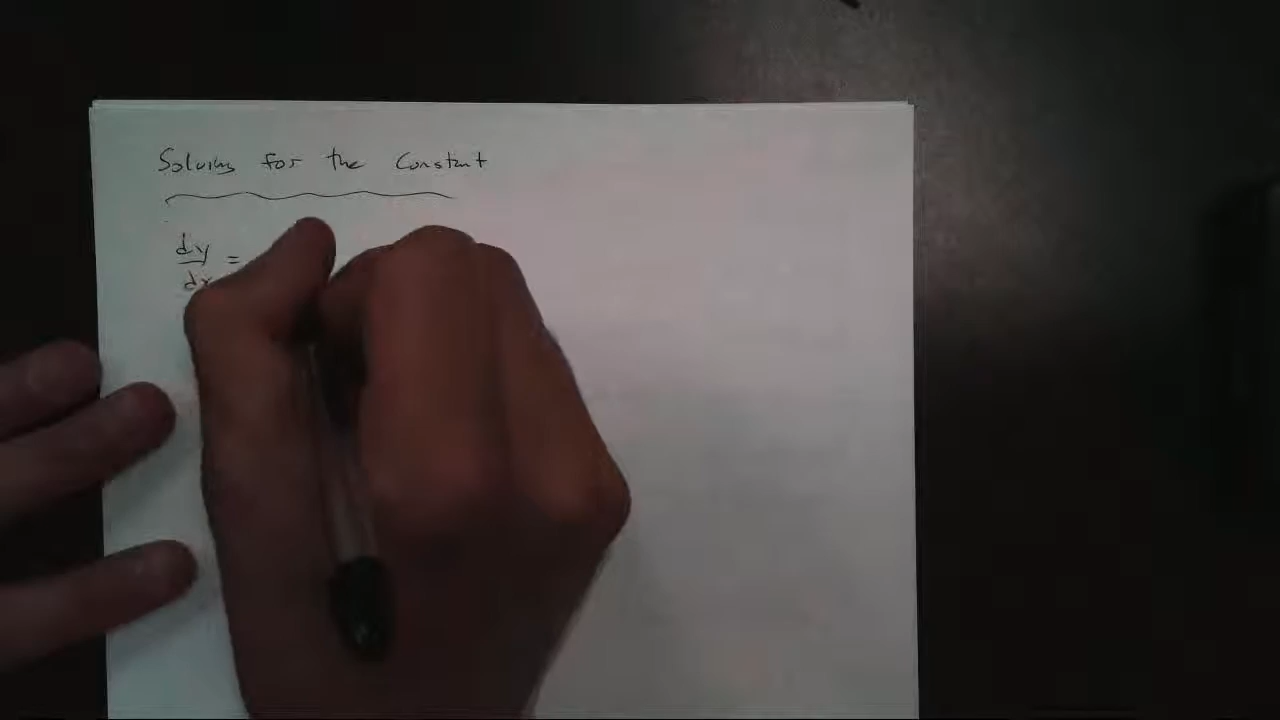 Solving for the Constant
dy/dx =